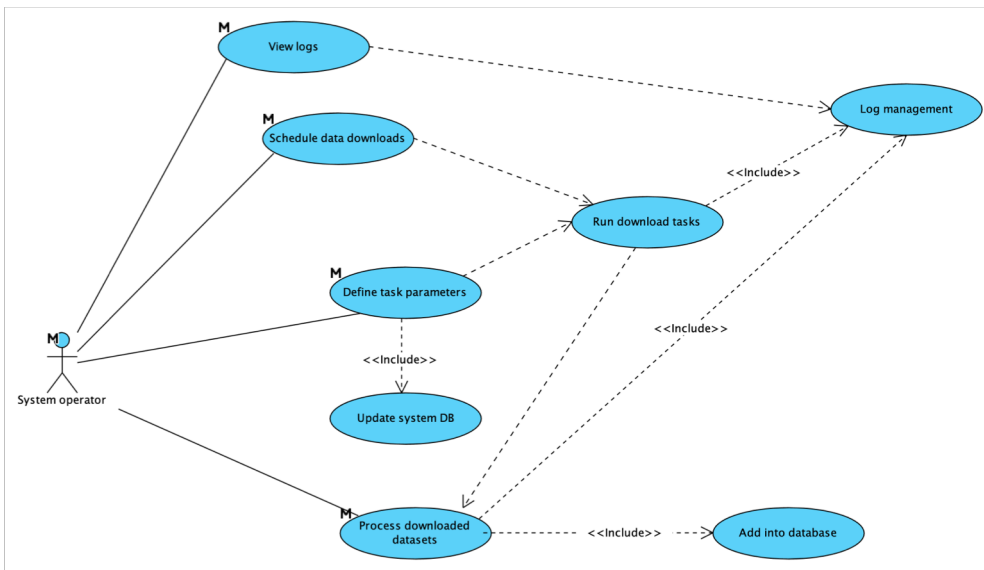 M
View logs
M
Schedule data downloads
Log management
<<Include>>
Run download tasks
M
Define task parameters
<<Include>>
M
<<Include>>
System operator
Update system DB
M
Process downloaded
datasets
<<Include>>
Add into database